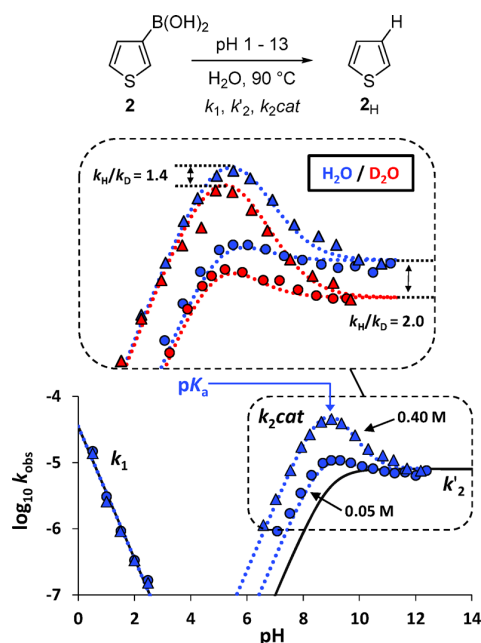 B(OH)₂
S
2
pH 1 - 13
H₂O, 90 °C
k₁, k'₂, k₂cat
H
S
2H
kH/kD = 1.4
H₂O / D₂O
kH/kD = 2.0
pKa
k₂cat
0.40 M
k₁
k'₂
0.05 M
log₁₀ kobs
-4
-5
-6
-7
0 2 4 6 8 10 12 14
pH